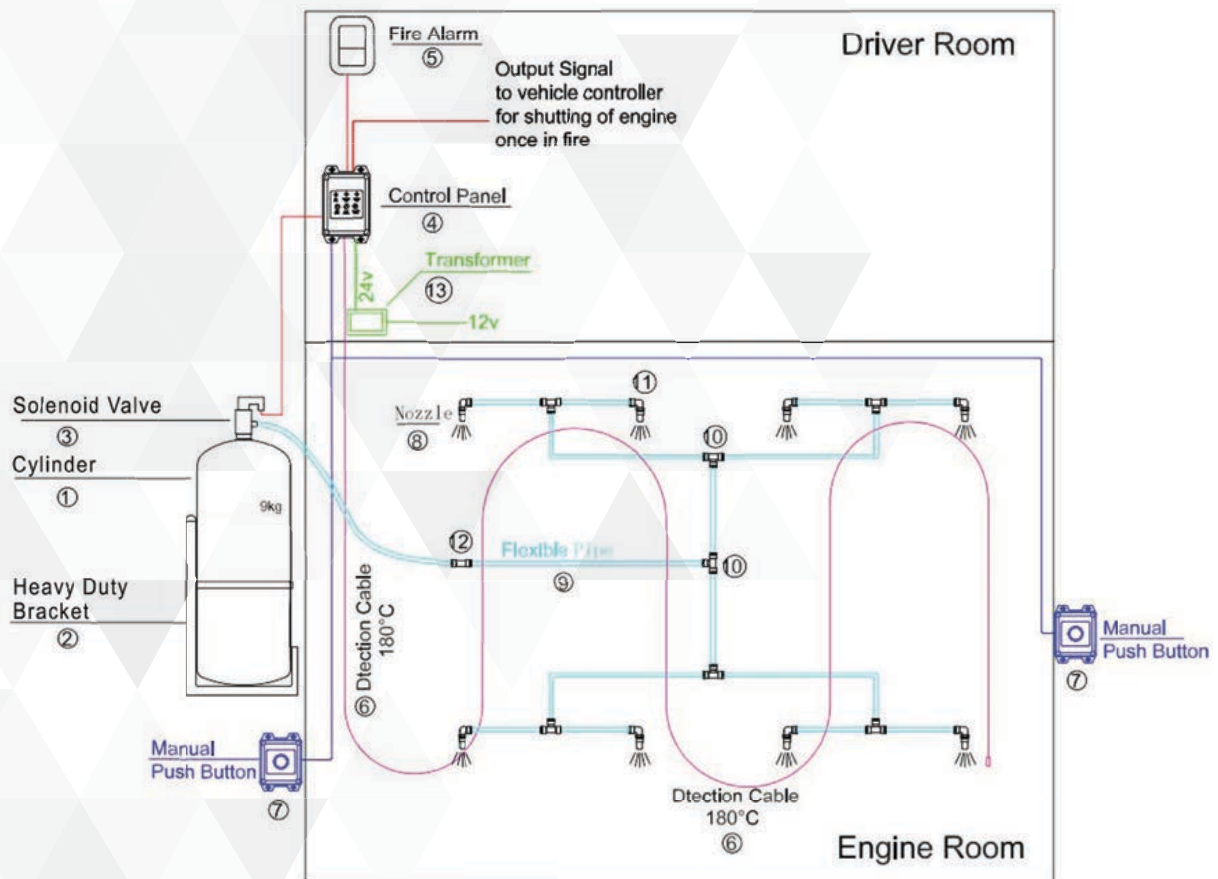 Fire Alarm
⑤
Driver Room
Output Signal
to vehicle controller
for shutting of engine
once in fire
Control Panel
④
Transformer
⑬
24v
12v
Solenoid Valve
③
Cylinder
①
9kg
Heavy Duty
Bracket
②
Nozzle
⑧
⑪
⑩
⑫
Flexible Pipe
⑨
⑩
⑥ Dtection Cable
180°C
Manual
Push Button
⑦
Manual
Push Button
⑦
Dtection Cable
180°C
⑥
Engine Room